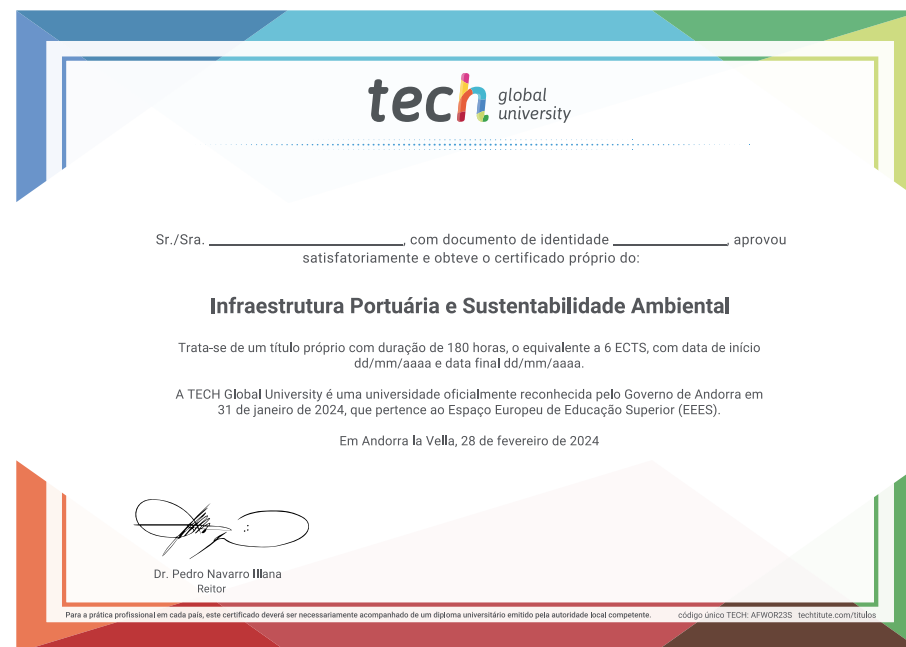 tech global university
Sr./Sra. ____________________, com documento de identidade ____________, aprovou
satisfatoriamente e obteve o certificado próprio do:
Infraestrutura Portuária e Sustentabilidade Ambiental
Trata-se de um título próprio com duração de 180 horas, o equivalente a 6 ECTS, com data de início
dd/mm/aaaa e data final dd/mm/aaaa.
A TECH Global University é uma universidade oficialmente reconhecida pelo Governo de Andorra em
31 de janeiro de 2024, que pertence ao Espaço Europeu de Educação Superior (EEES).
Em Andorra la Vella, 28 de fevereiro de 2024
Dr. Pedro Navarro Illana
Reitor
Para a prática profissional em cada país, este certificado deverá ser necessariamente acompanhado de um diploma universitário emitido pela autoridade local competente. código único TECH: AFWOR23S techtitute.com/titulos